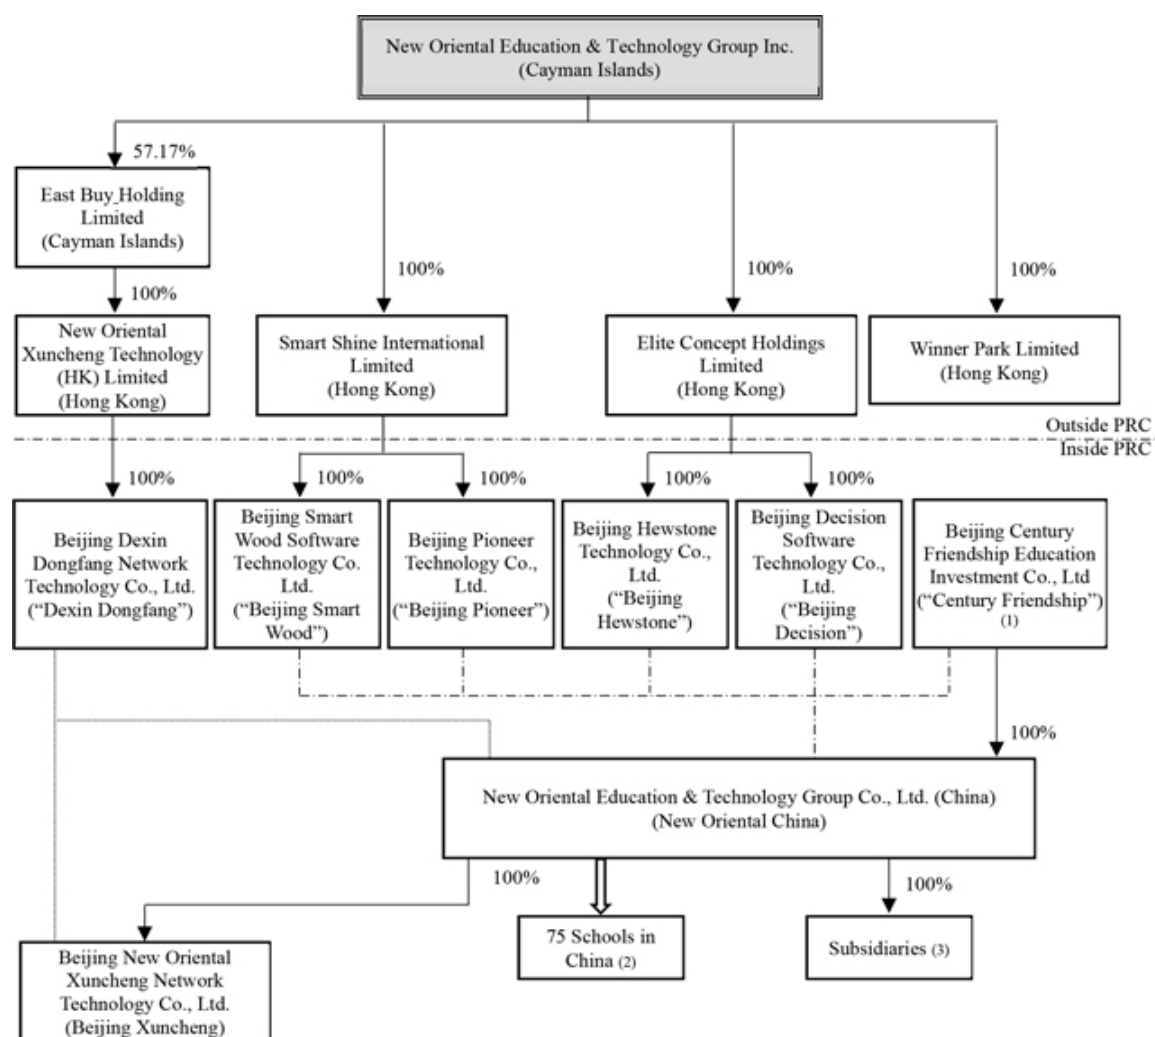 New Oriental Education & Technology Group Inc.
(Cayman Islands)
57.17%
East Buy Holding
Limited
(Cayman Islands)
100%
100%
100%
100%
New Oriental
Xuncheng Technology
(HK) Limited
(Hong Kong)
Smart Shine International
Limited
(Hong Kong)
Elite Concept Holdings
Limited
(Hong Kong)
Winner Park Limited
(Hong Kong)
Outside PRC
Inside PRC
100%
100%
100%
100%
100%
Beijing Dexin
Dongfang Network
Technology Co., Ltd.
(“Dexin Dongfang”)
Beijing Smart
Wood Software
Technology Co.
Ltd.
(“Beijing Smart
Wood”)
Beijing Pioneer
Technology Co.,
Ltd.
(“Beijing Pioneer”)
Beijing Hewstone
Technology Co.,
Ltd.
(“Beijing
Hewstone”)
Beijing Decision
Software
Technology Co.,
Ltd.
(“Beijing
Decision”)
Beijing Century
Friendship Education
Investment Co., Ltd
(“Century Friendship”)
(1)
100%
New Oriental Education & Technology Group Co., Ltd. (China)
(New Oriental China)
100%
100%
Beijing New Oriental
Xuncheng Network
Technology Co., Ltd.
(Beijing Xuncheng)
75 Schools in
China (2)
Subsidiaries (3)